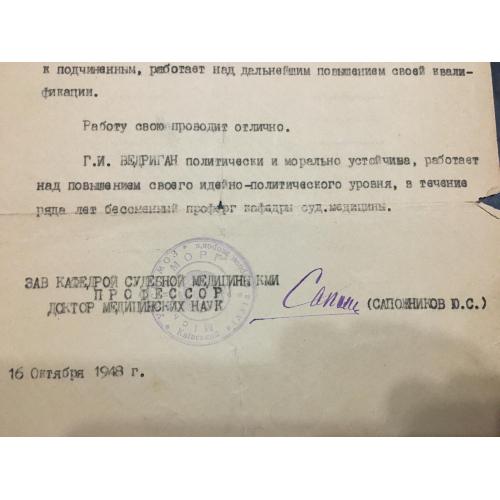 к подчиненным, работает над дальнейшим повышением своей квали-
фикации.
Работу свою проводит отлично.
Г.И. ВЕДРИГАН политически и морально устойчива, работает
над повышением своего идейно-политического уровня, в течение
ряда лет бессменный профорг кафедры суд.медицины.
ЗАВ КАФЕДРОЙ СУДЕБНОЙ МЕДИЦИНЫ КМИ
ПРОФЕССОР
ДОКТОР МЕДИЦИНСКИХ НАУК
(САПОЖНИКОВ Ю.С.)
МОРГ
16 Октября 1948 г.